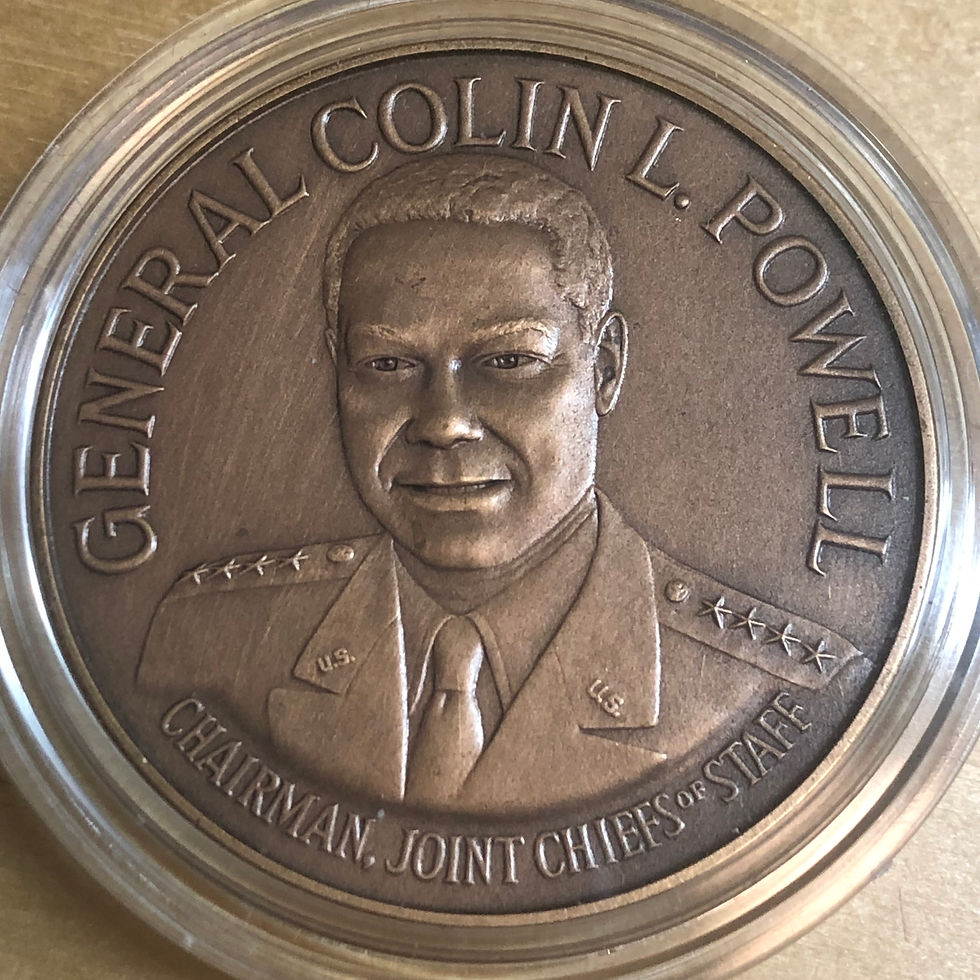 GENERAL COLIN L. POWELL
U.S.
U.S.
CHAIRMAN, JOINT CHIEFS OF STAFF